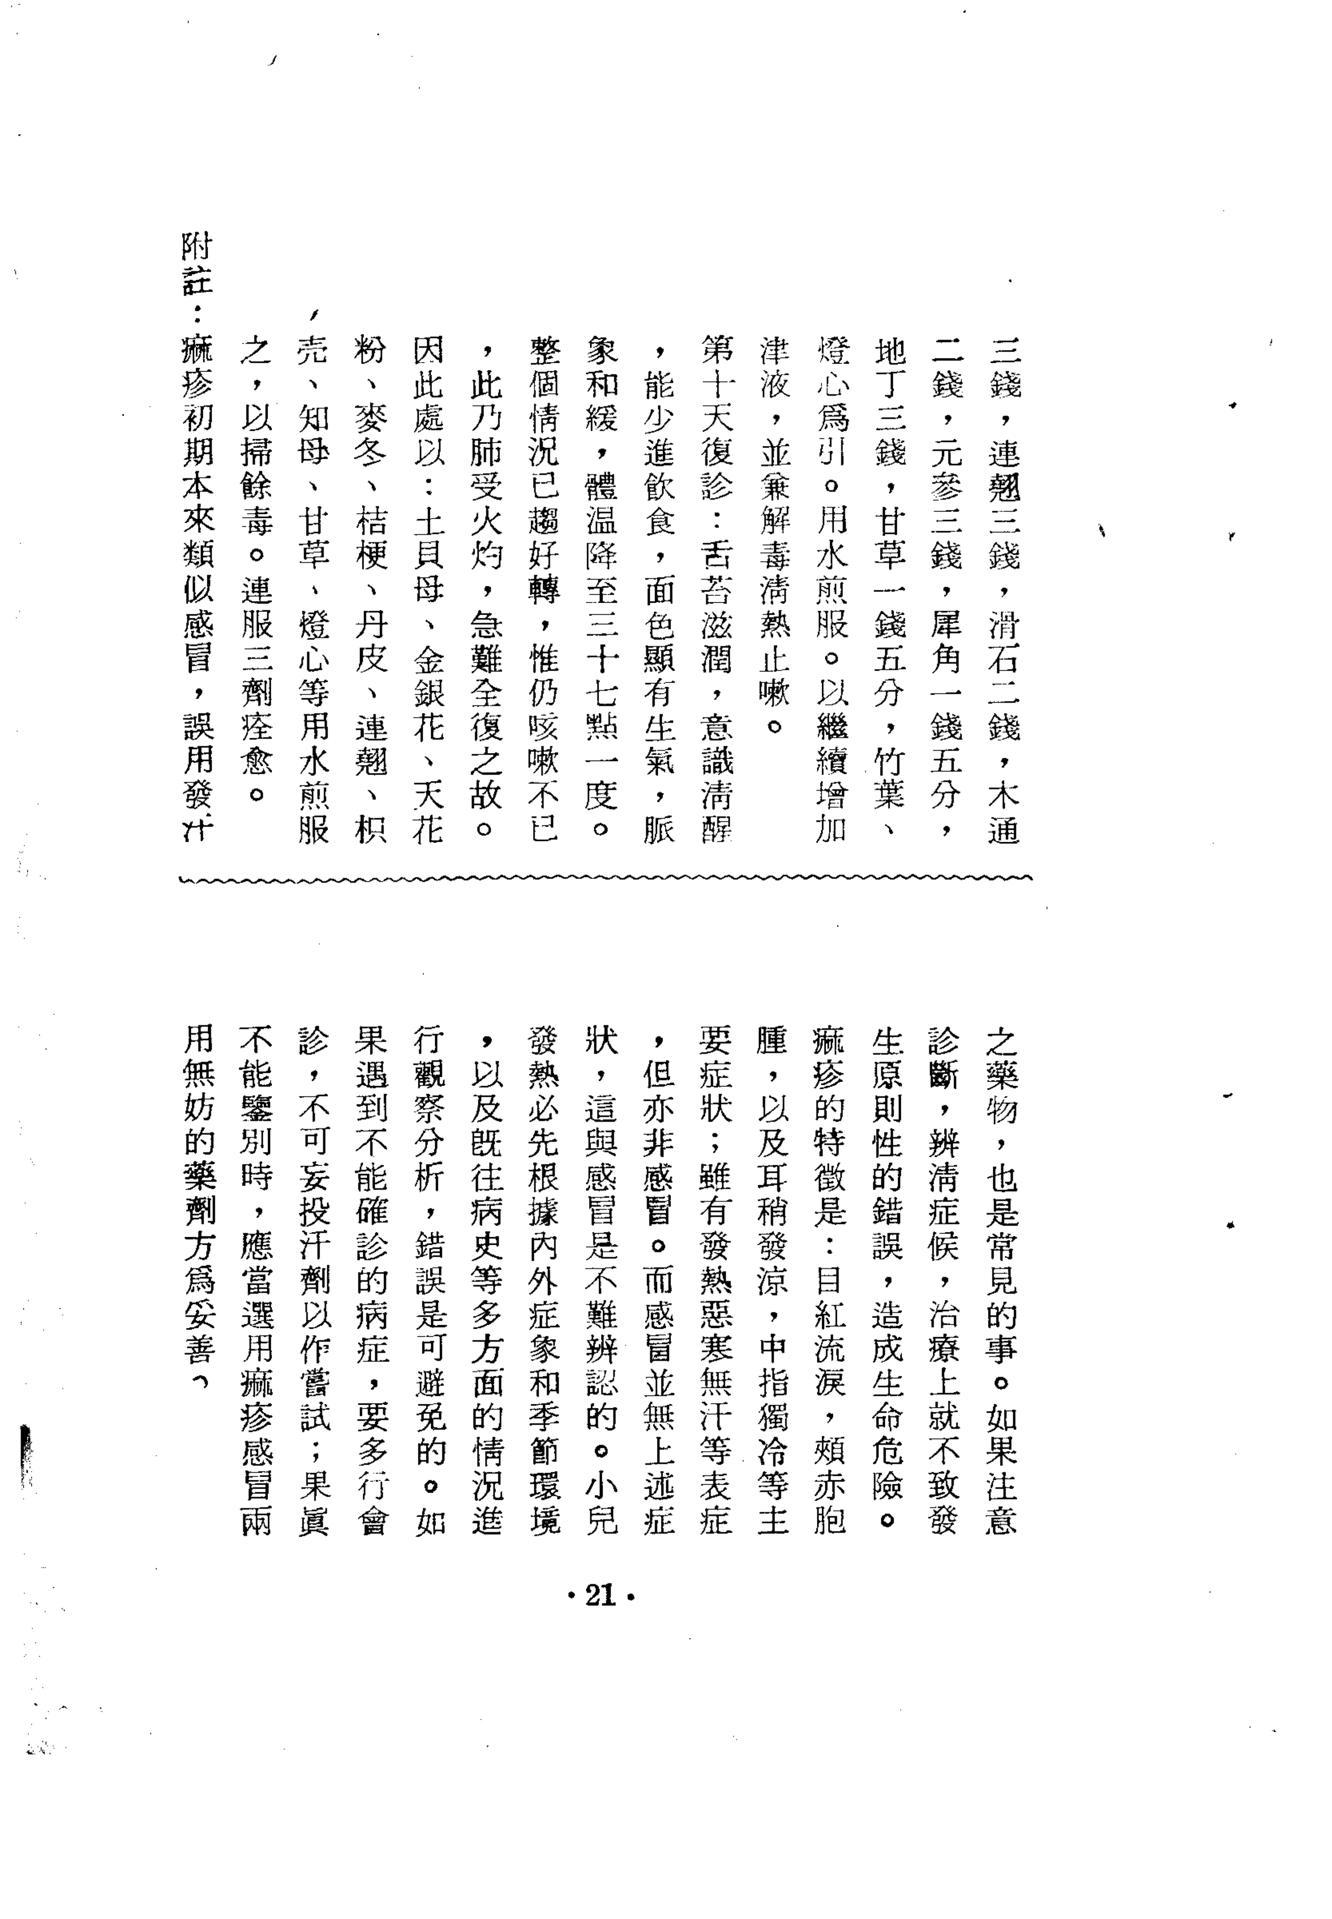 三錢，連翹三錢，滑石二錢，木通
二錢，元參三錢，犀角一錢五分，
地丁三錢，甘草一錢五分，竹葉、
燈心爲引。用水煎服。以繼續增加
津液，並兼解毒淸熱止嗽。
第十天復診：舌苔滋潤，意識淸醒
，能少進飮食，面色顯有生氣，脈
象和緩，體溫降至三十七點一度。
整個情況已趨好轉，惟仍咳嗽不已
，此乃肺受火灼，急難全復之故。
因此處以：土貝母、金銀花、天花
粉、麥冬、桔梗、丹皮、連翹、枳
壳、知母、甘草、燈心等用水煎服
之，以掃餘毒。連服三劑痊愈。
附註：痲疹初期本來類似感冒，誤用發汗
之藥物，也是常見的事。如果注意
診斷，辨淸症候，治療上就不致發
生原則性的錯誤，造成生命危險。
痲疹的特徵是：目紅流淚，頰赤胞
腫，以及耳稍發涼，中指獨冷等主
要症狀；雖有發熱惡寒無汗等表症
，但亦非感冒。而感冒並無上述症
狀，這與感冒是不難辨認的。小兒
發熱必先根據內外症象和季節環境
，以及旣往病史等多方面的情況進
行觀察分析，錯誤是可避免的。如
果遇到不能確診的病症，要多行會
診，不可妄投汗劑以作嘗試；果眞
不能鑒別時，應當選用痲疹感冒兩
用無妨的藥劑方爲妥善。
•21•